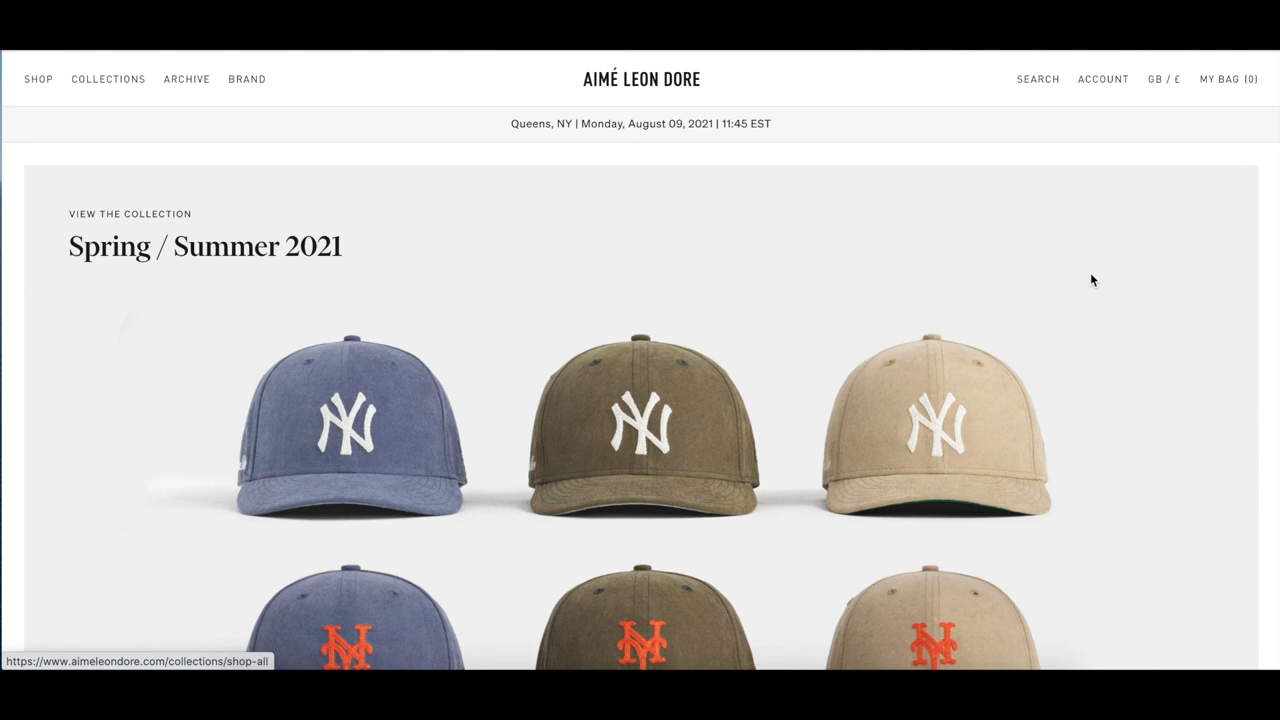 SHOP COLLECTIONS ARCHIVE BRAND AIMÉ LEON DORE SEARCH ACCOUNT GB / £ MY BAG (0)
Queens, NY | Monday, August 09, 2021 | 11:45 EST
VIEW THE COLLECTION
Spring / Summer 2021
NY NY NY
NY NY NY
https://www.aimeleondore.com/collections/shop-all